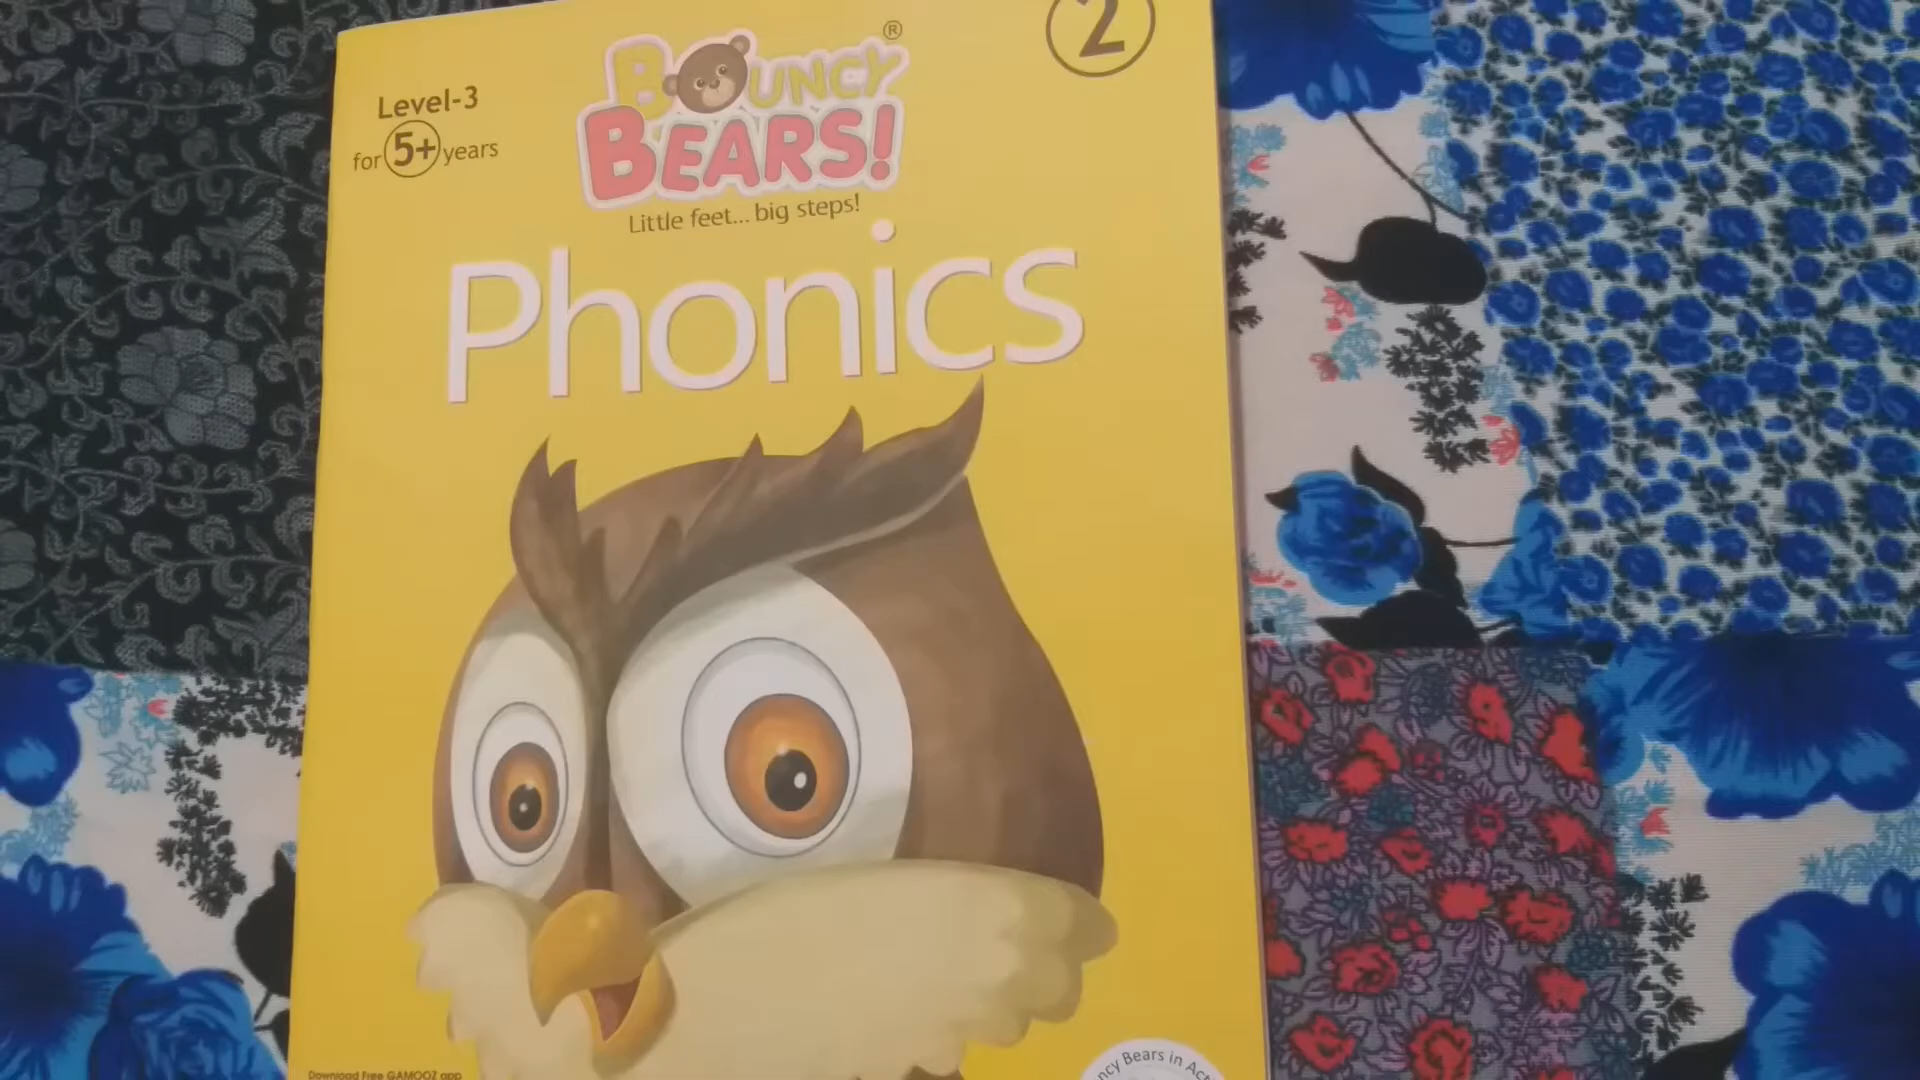 2
BOUNCY®
BEARS!
Level-3
for 5+ years
Little feet... big steps!
Phonics
Bears in
Download Free GAMOOZ app